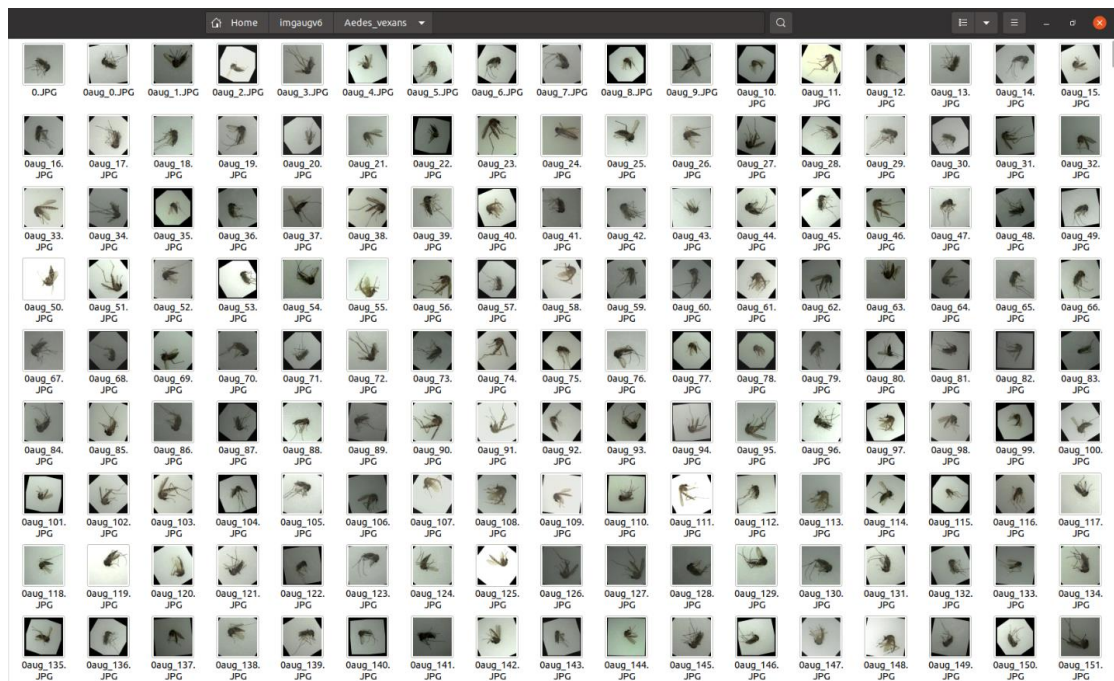 Home imgaugv6 Aedes_vexans
0.JPG 0aug_0.JPG 0aug_1.JPG 0aug_2.JPG 0aug_3.JPG 0aug_4.JPG 0aug_5.JPG 0aug_6.JPG 0aug_7.JPG 0aug_8.JPG 0aug_9.JPG 0aug_10. 0aug_11. 0aug_12. 0aug_13. 0aug_14. 0aug_15.
JPG JPG JPG JPG JPG JPG
0aug_16. 0aug_17. 0aug_18. 0aug_19. 0aug_20. 0aug_21. 0aug_22. 0aug_23. 0aug_24. 0aug_25. 0aug_26. 0aug_27. 0aug_28. 0aug_29. 0aug_30. 0aug_31. 0aug_32.
JPG JPG JPG JPG JPG JPG JPG JPG JPG JPG JPG JPG JPG JPG JPG JPG JPG
0aug_33. 0aug_34. 0aug_35. 0aug_36. 0aug_37. 0aug_38. 0aug_39. 0aug_40. 0aug_41. 0aug_42. 0aug_43. 0aug_44. 0aug_45. 0aug_46. 0aug_47. 0aug_48. 0aug_49.
JPG JPG JPG JPG JPG JPG JPG JPG JPG JPG JPG JPG JPG JPG JPG JPG JPG
0aug_50. 0aug_51. 0aug_52. 0aug_53. 0aug_54. 0aug_55. 0aug_56. 0aug_57. 0aug_58. 0aug_59. 0aug_60. 0aug_61. 0aug_62. 0aug_63. 0aug_64. 0aug_65. 0aug_66.
JPG JPG JPG JPG JPG JPG JPG JPG JPG JPG JPG JPG JPG JPG JPG JPG JPG
0aug_67. 0aug_68. 0aug_69. 0aug_70. 0aug_71. 0aug_72. 0aug_73. 0aug_74. 0aug_75. 0aug_76. 0aug_77. 0aug_78. 0aug_79. 0aug_80. 0aug_81. 0aug_82. 0aug_83.
JPG JPG JPG JPG JPG JPG JPG JPG JPG JPG JPG JPG JPG JPG JPG JPG JPG
0aug_84. 0aug_85. 0aug_86. 0aug_87. 0aug_88. 0aug_89. 0aug_90. 0aug_91. 0aug_92. 0aug_93. 0aug_94. 0aug_95. 0aug_96. 0aug_97. 0aug_98. 0aug_99. 0aug_100.
JPG JPG JPG JPG JPG JPG JPG JPG JPG JPG JPG JPG JPG JPG JPG JPG JPG
0aug_101. 0aug_102. 0aug_103. 0aug_104. 0aug_105. 0aug_106. 0aug_107. 0aug_108. 0aug_109. 0aug_110. 0aug_111. 0aug_112. 0aug_113. 0aug_114. 0aug_115. 0aug_116. 0aug_117.
JPG JPG JPG JPG JPG JPG JPG JPG JPG JPG JPG JPG JPG JPG JPG JPG JPG
0aug_118. 0aug_119. 0aug_120. 0aug_121. 0aug_122. 0aug_123. 0aug_124. 0aug_125. 0aug_126. 0aug_127. 0aug_128. 0aug_129. 0aug_130. 0aug_131. 0aug_132. 0aug_133. 0aug_134.
JPG JPG JPG JPG JPG JPG JPG JPG JPG JPG JPG JPG JPG JPG JPG JPG JPG
0aug_135. 0aug_136. 0aug_137. 0aug_138. 0aug_139. 0aug_140. 0aug_141. 0aug_142. 0aug_143. 0aug_144. 0aug_145. 0aug_146. 0aug_147. 0aug_148. 0aug_149. 0aug_150. 0aug_151.
JPG JPG JPG JPG JPG JPG JPG JPG JPG JPG JPG JPG JPG JPG JPG JPG JPG